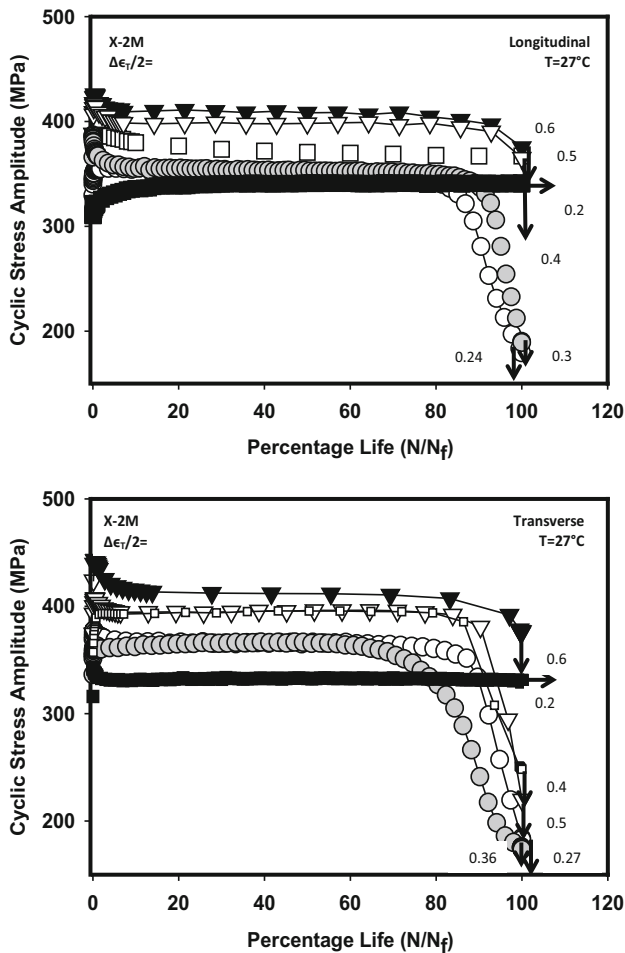 500
X-2M
Longitudinal
Δϵ_T/2=
T=27°C
400
0.6
0.5
0.2
300
0.4
200
0.24
0.3
Cyclic Stress Amplitude (MPa)
0
20
40
60
80
100
120
Percentage Life (N/N_f)
500
X-2M
Transverse
Δϵ_T/2=
T=27°C
400
0.6
0.2
300
0.4
0.5
200
0.36
0.27
Cyclic Stress Amplitude (MPa)
0
20
40
60
80
100
120
Percentage Life (N/N_f)